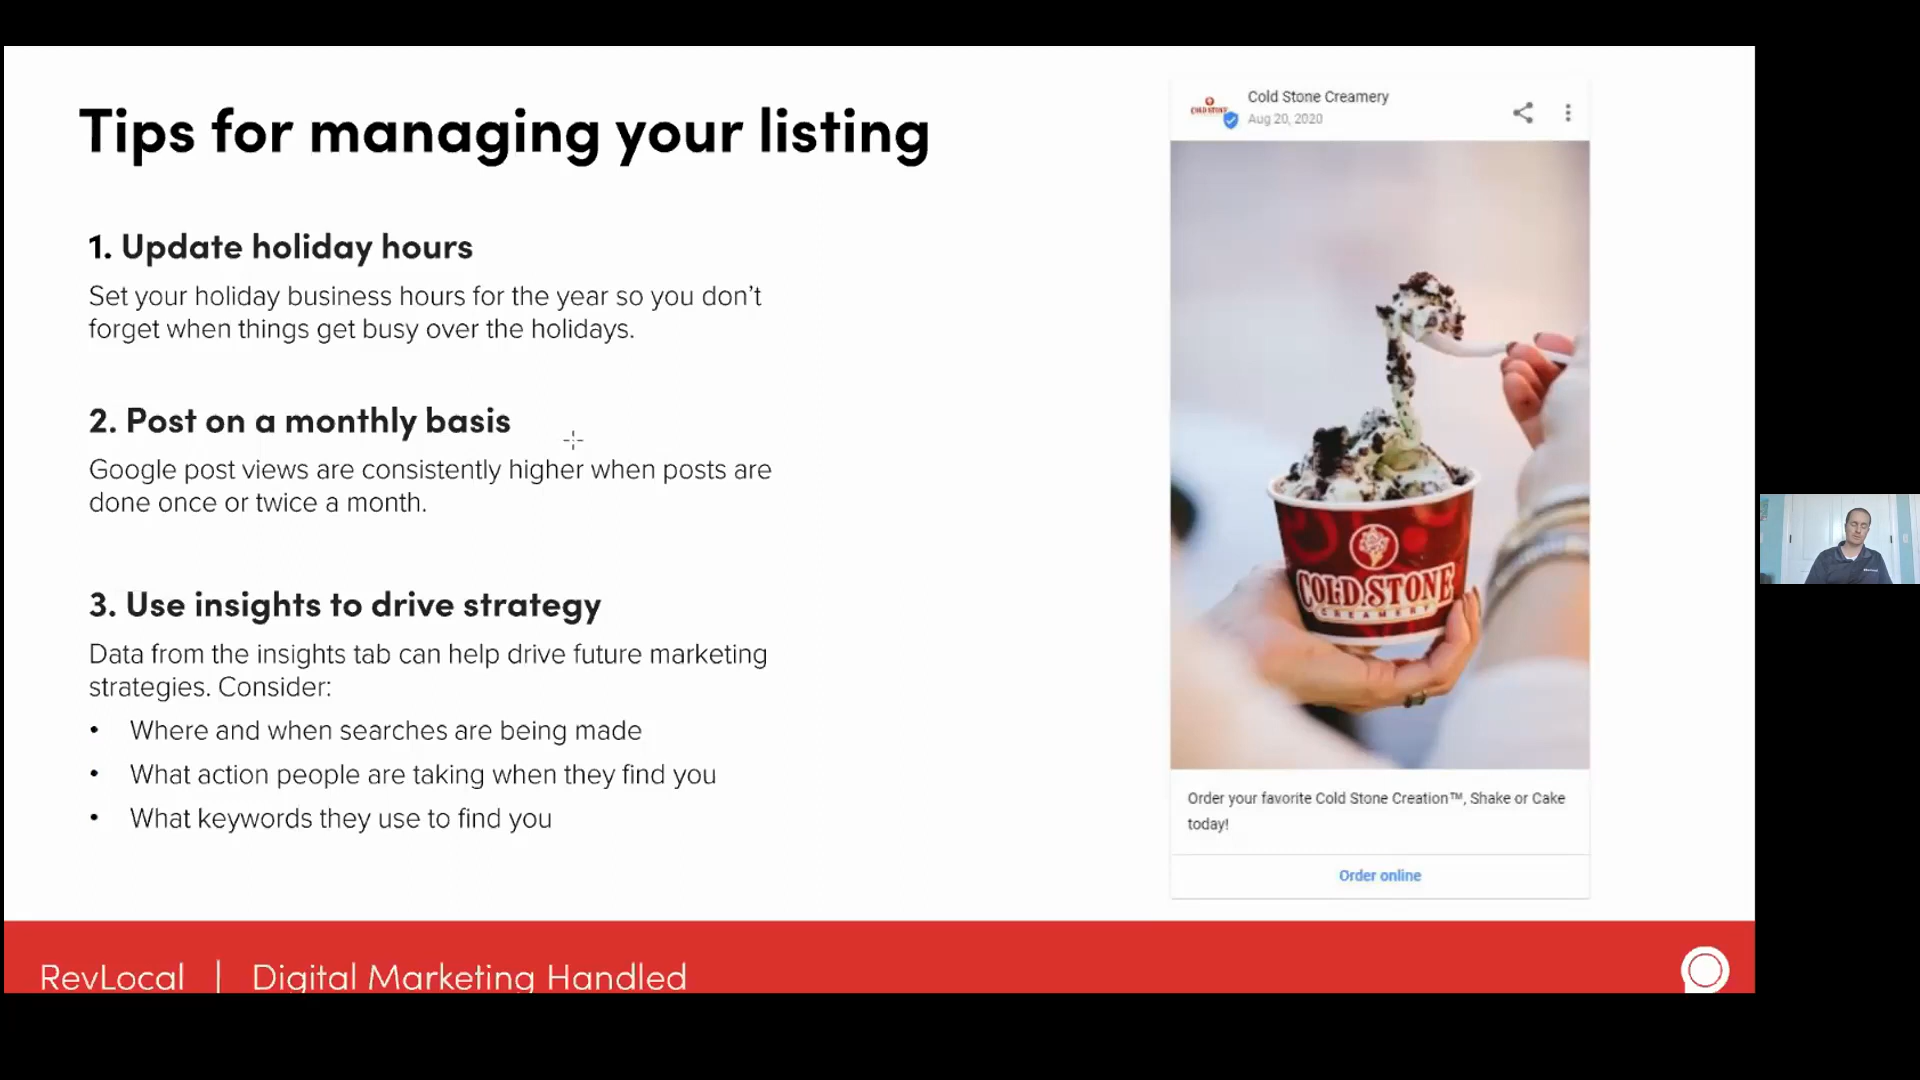 Tips for managing your listing
1. Update holiday hours
Set your holiday business hours for the year so you don't
forget when things get busy over the holidays.
2. Post on a monthly basis
Google post views are consistently higher when posts are
done once or twice a month.
3. Use insights to drive strategy
Data from the insights tab can help drive future marketing
strategies. Consider:
• Where and when searches are being made
• What action people are taking when they find you
• What keywords they use to find you
Cold Stone Creamery
Aug 20, 2020
COLD STONE
COLD STONE
CREAMERY
Order your favorite Cold Stone Creation™, Shake or Cake
today!
Order online
RevLocal | Digital Marketing Handled